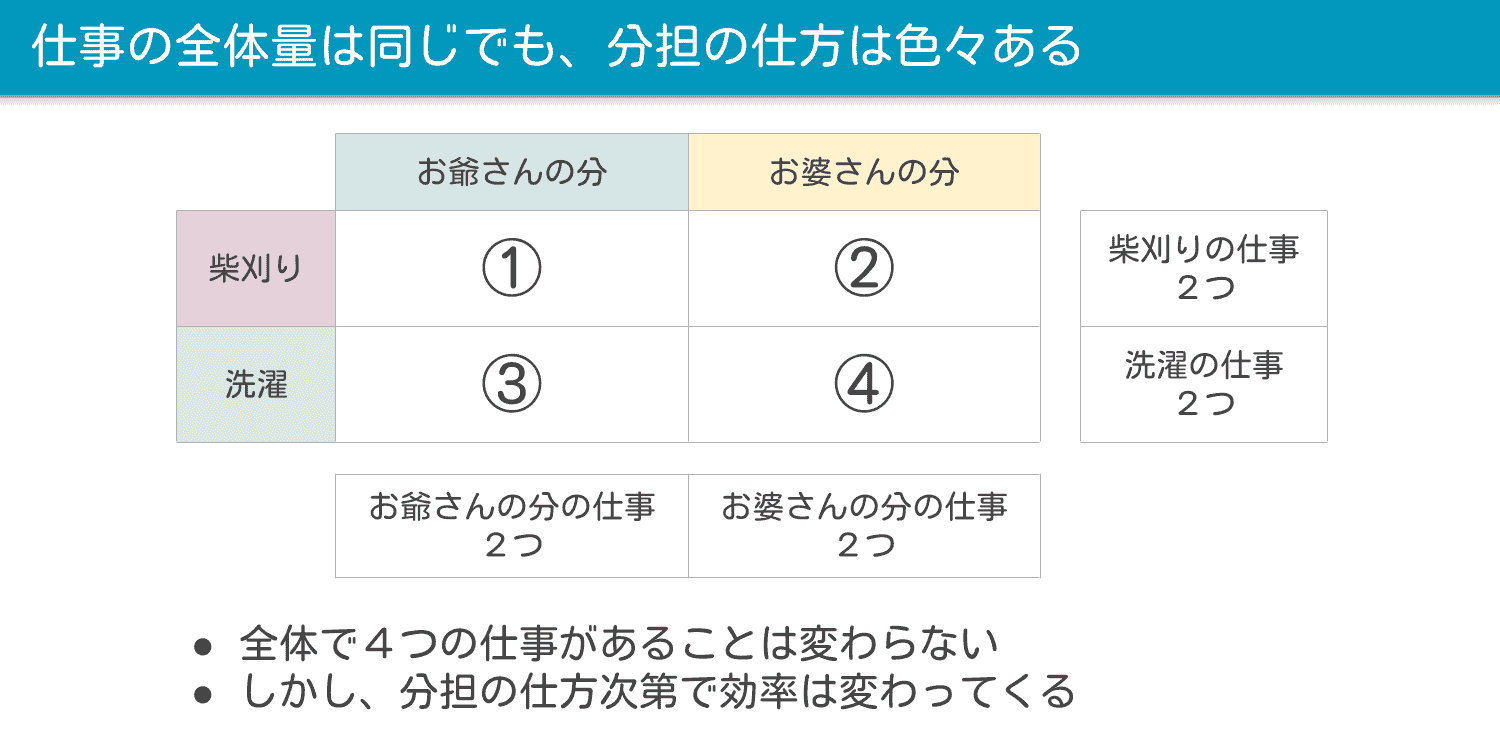 仕事の全体量は同じでも、分担の仕方は色々ある
お爺さんの分
お婆さんの分
柴刈り
①
②
柴刈りの仕事
２つ
洗濯
③
④
洗濯の仕事
２つ
お爺さんの分の仕事
２つ
お婆さんの分の仕事
２つ
● 全体で４つの仕事があることは変わらない
● しかし、分担の仕方次第で効率は変わってくる